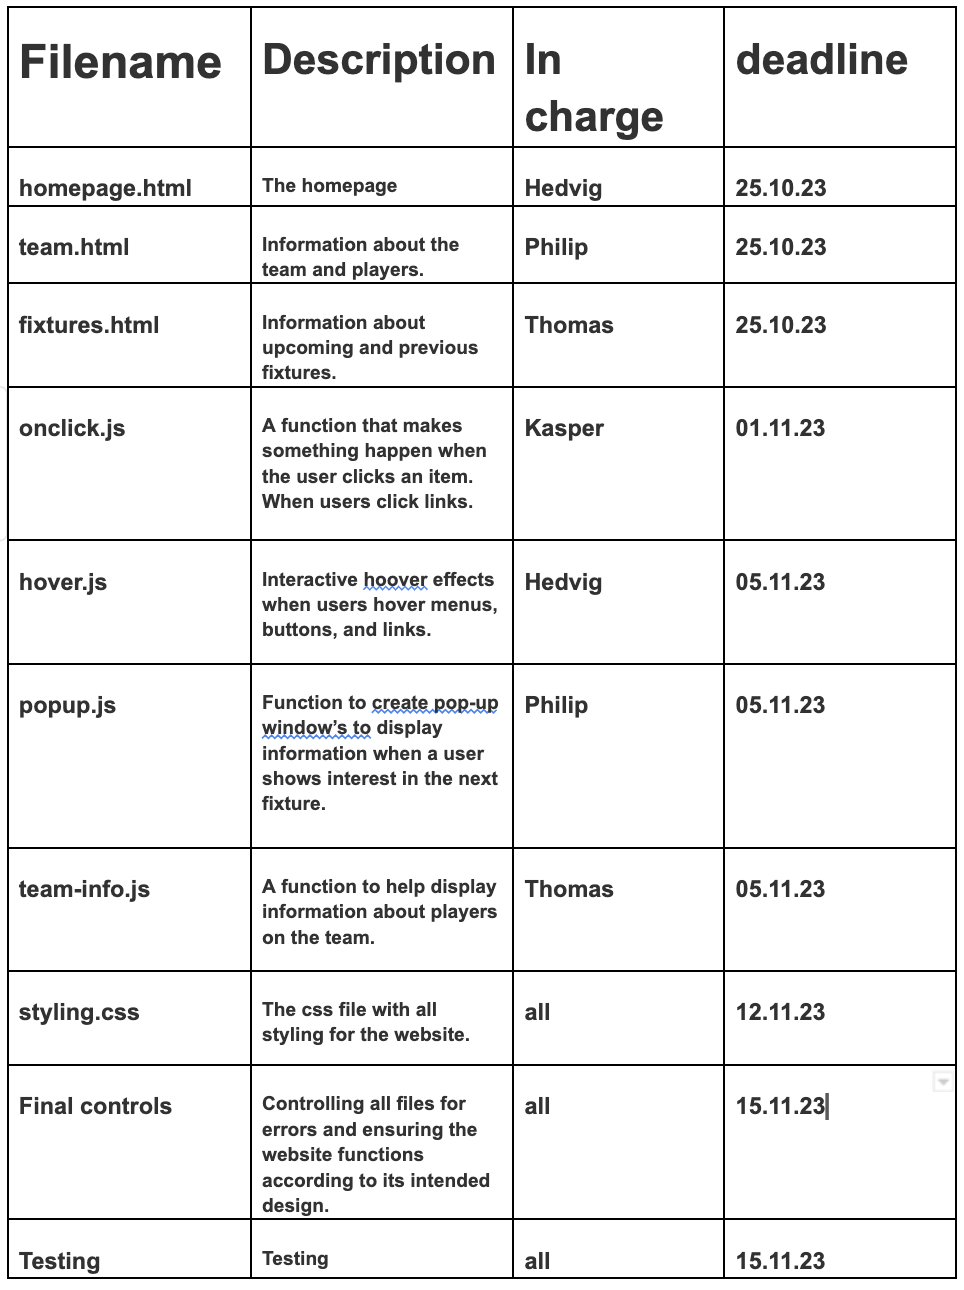 Filename Description In
charge deadline
homepage.html The homepage Hedvig 25.10.23
team.html Information about the
team and players. Philip 25.10.23
fixtures.html Information about
upcoming and previous
fixtures. Thomas 25.10.23
onclick.js A function that makes
something happen when
the user clicks an item.
When users click links. Kasper 01.11.23
hover.js Interactive hoover effects
when users hover menus,
buttons, and links. Hedvig 05.11.23
popup.js Function to create pop-up
window’s to display
information when a user
shows interest in the next
fixture. Philip 05.11.23
team-info.js A function to help display
information about players
on the team. Thomas 05.11.23
styling.css The css file with all
styling for the website. all 12.11.23
Final controls Controlling all files for
errors and ensuring the
website functions
according to its intended
design. all 15.11.23
Testing Testing all 15.11.23